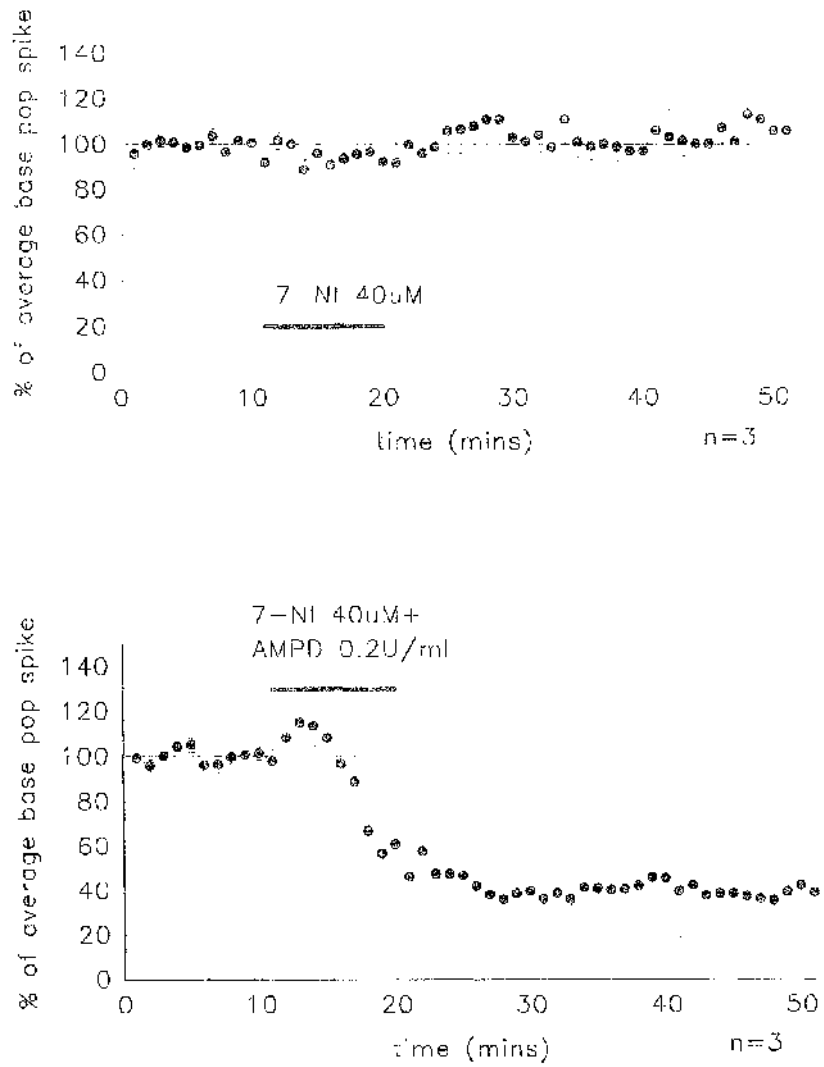 % of average base pop spike
140
120
100
80
60
40
20
0
7 NI 40uM
0 10 20 30 40 50
time (mins)
n=3
7-NI 40uM+
AMPD 0.2U/ml
% of average base pop spike
140
120
100
80
60
40
20
0
0 10 20 30 40 50
time (mins)
n=3